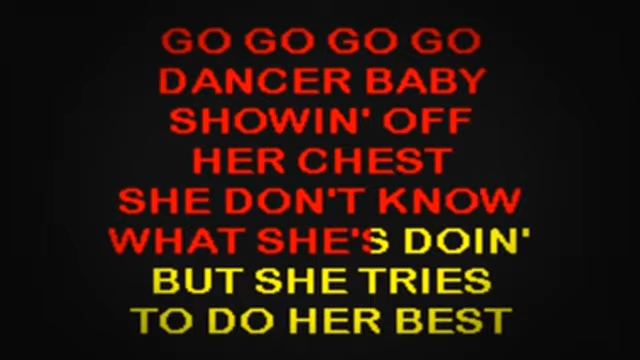 GO GO GO GO
DANCER BABY
SHOWIN' OFF
HER CHEST
SHE DON'T KNOW
WHAT SHE'S DOIN'
BUT SHE TRIES
TO DO HER BEST